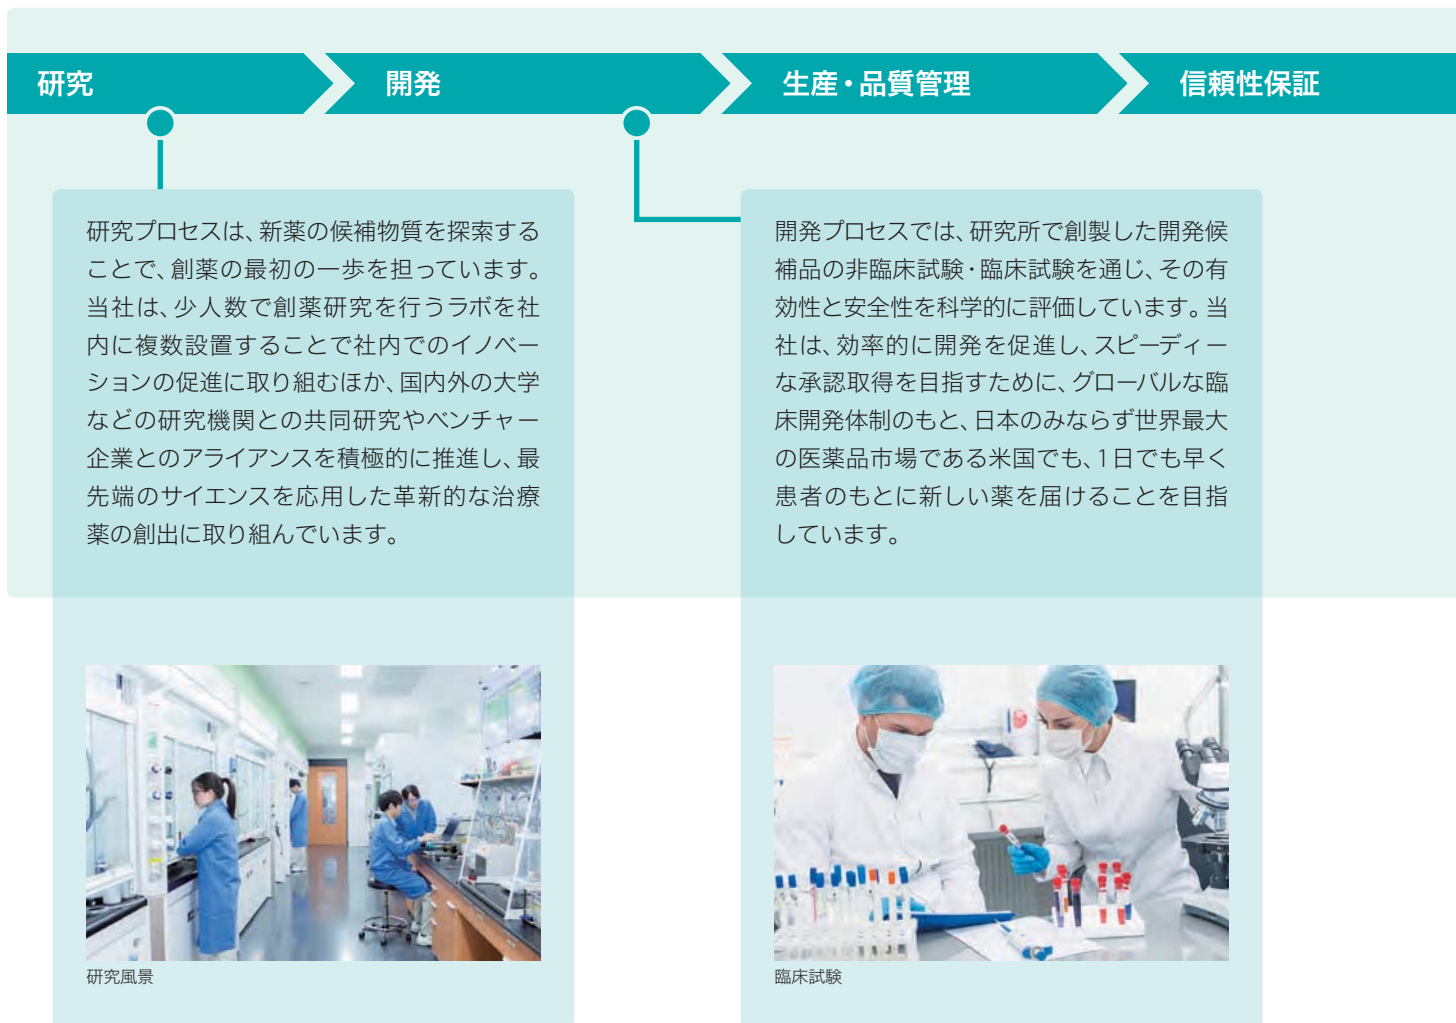 研究
開発
生産・品質管理
信頼性保証
研究プロセスは、新薬の候補物質を探索する
ことで、創薬の最初の一歩を担っています。
当社は、少人数で創薬研究を行うラボを社
内に複数設置することで社内でのイノベー
ションの促進に取り組むほか、国内外の大学
などの研究機関との共同研究やベンチャー
企業とのアライアンスを積極的に推進し、最
先端のサイエンスを応用した革新的な治療
薬の創出に取り組んでいます。
研究風景
開発プロセスでは、研究所で創製した開発候
補品の非臨床試験・臨床試験を通じ、その有
効性と安全性を科学的に評価しています。当
社は、効率的に開発を促進し、スピーディー
な承認取得を目指すために、グローバルな臨
床開発体制のもと、日本のみならず世界最大
の医薬品市場である米国でも、1日でも早く
患者のもとに新しい薬を届けることを目指
しています。
臨床試験